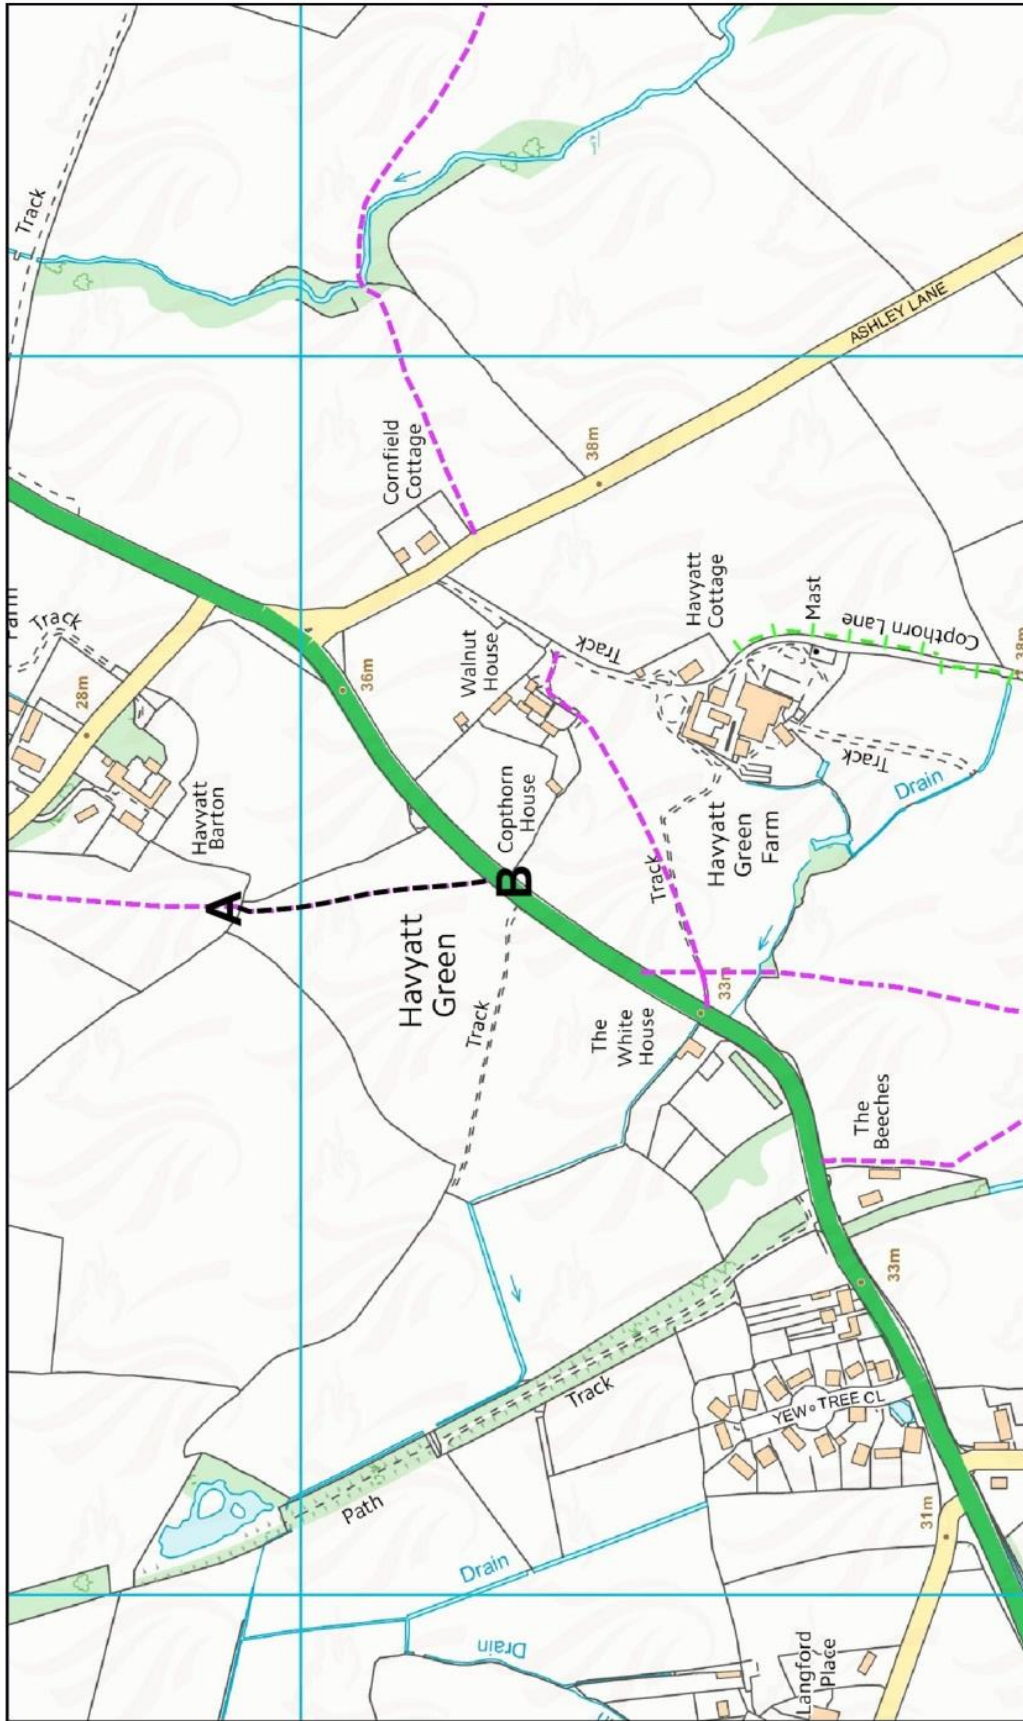 Track
Farm
Track
28m
Havyatt
Barton
36m
Cornfield
Cottage
38m
ASHLEY LANE
Walnut
House
Track
Havyatt
Cottage
Mast
Copthorn Lane
38m
Copthorn
House
A
B
Havyatt
Green
Track
Track
Havyatt
Green
Farm
Track
Drain
33m
The
White
House
The
Beeches
33m
Track
YEW TREE CL
Path
31m
Drain
Drain
Langford
Place